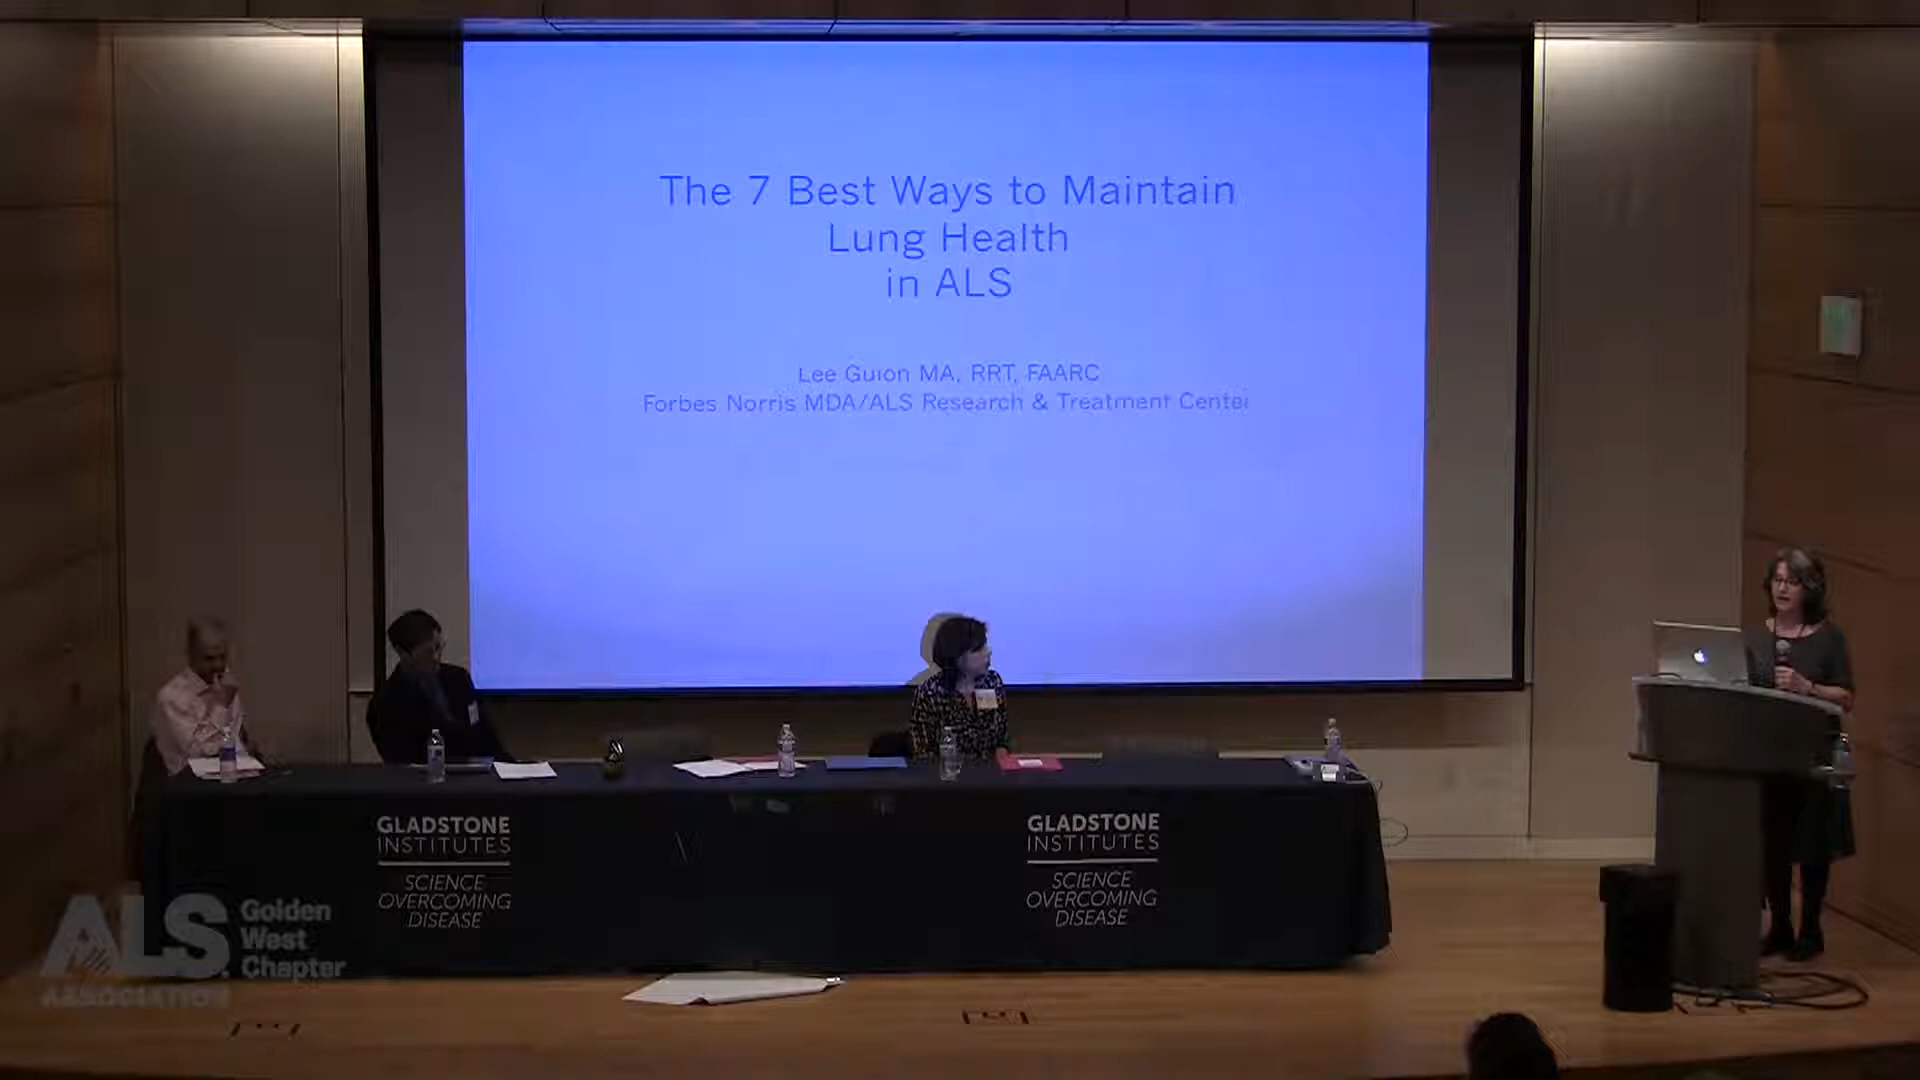 The 7 Best Ways to Maintain
Lung Health
in ALS
Lee Guion MA, RRT, FAARC
Forbes Norris MDA/ALS Research & Treatment Center
GLADSTONE
INSTITUTES
SCIENCE
OVERCOMING
DISEASE
GLADSTONE
INSTITUTES
SCIENCE
OVERCOMING
DISEASE
ALS
ASSOCIATION
Golden
West
Chapter